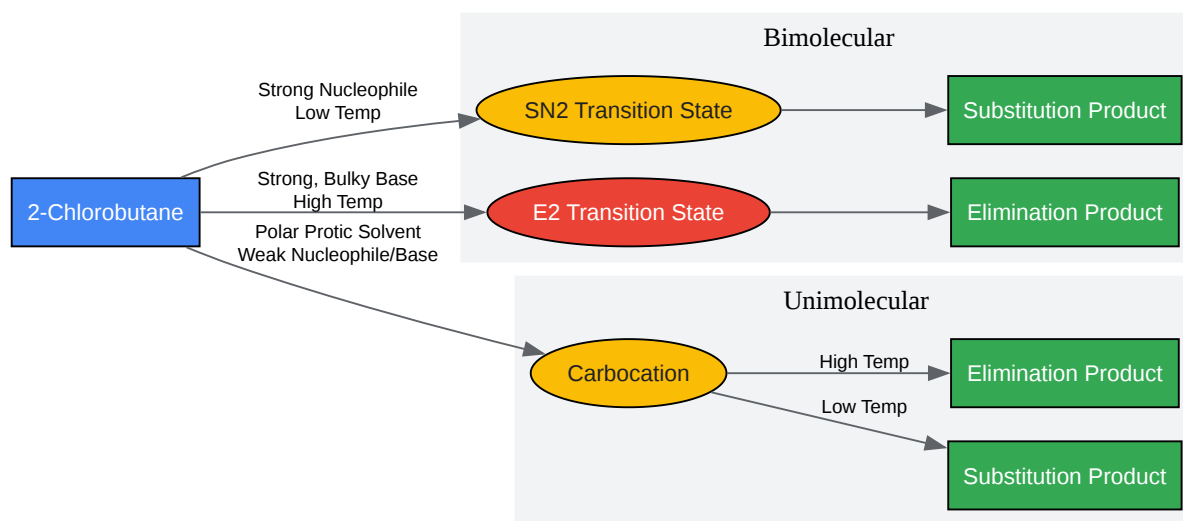 Bimolecular
Strong Nucleophile
Low Temp
SN2 Transition State
Substitution Product
2-Chlorobutane
Strong, Bulky Base
High Temp
E2 Transition State
Elimination Product
Polar Protic Solvent
Weak Nucleophile/Base
Unimolecular
Carbocation
High Temp
Elimination Product
Low Temp
Substitution Product